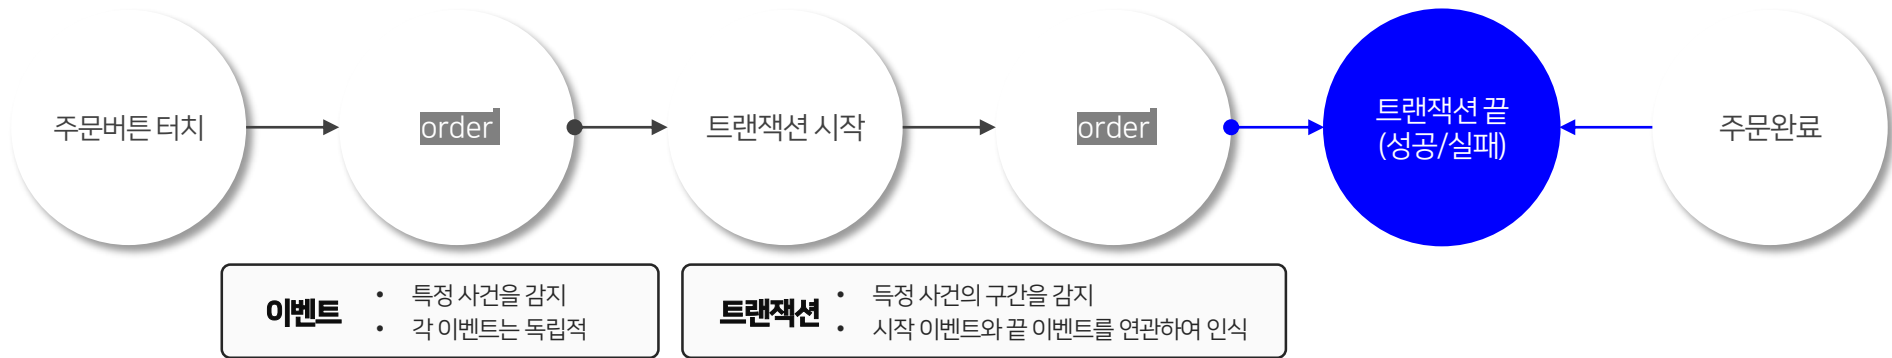 주문버튼 터치
order
트랜잭션 시작
order
트랜잭션 끝
(성공/실패)
주문완료
이벤트
• 특정 사건을 감지
• 각 이벤트는 독립적
트랜잭션
• 득정 사건의 구간을 감지
• 시작 이벤트와 끝 이벤트를 연관하여 인식